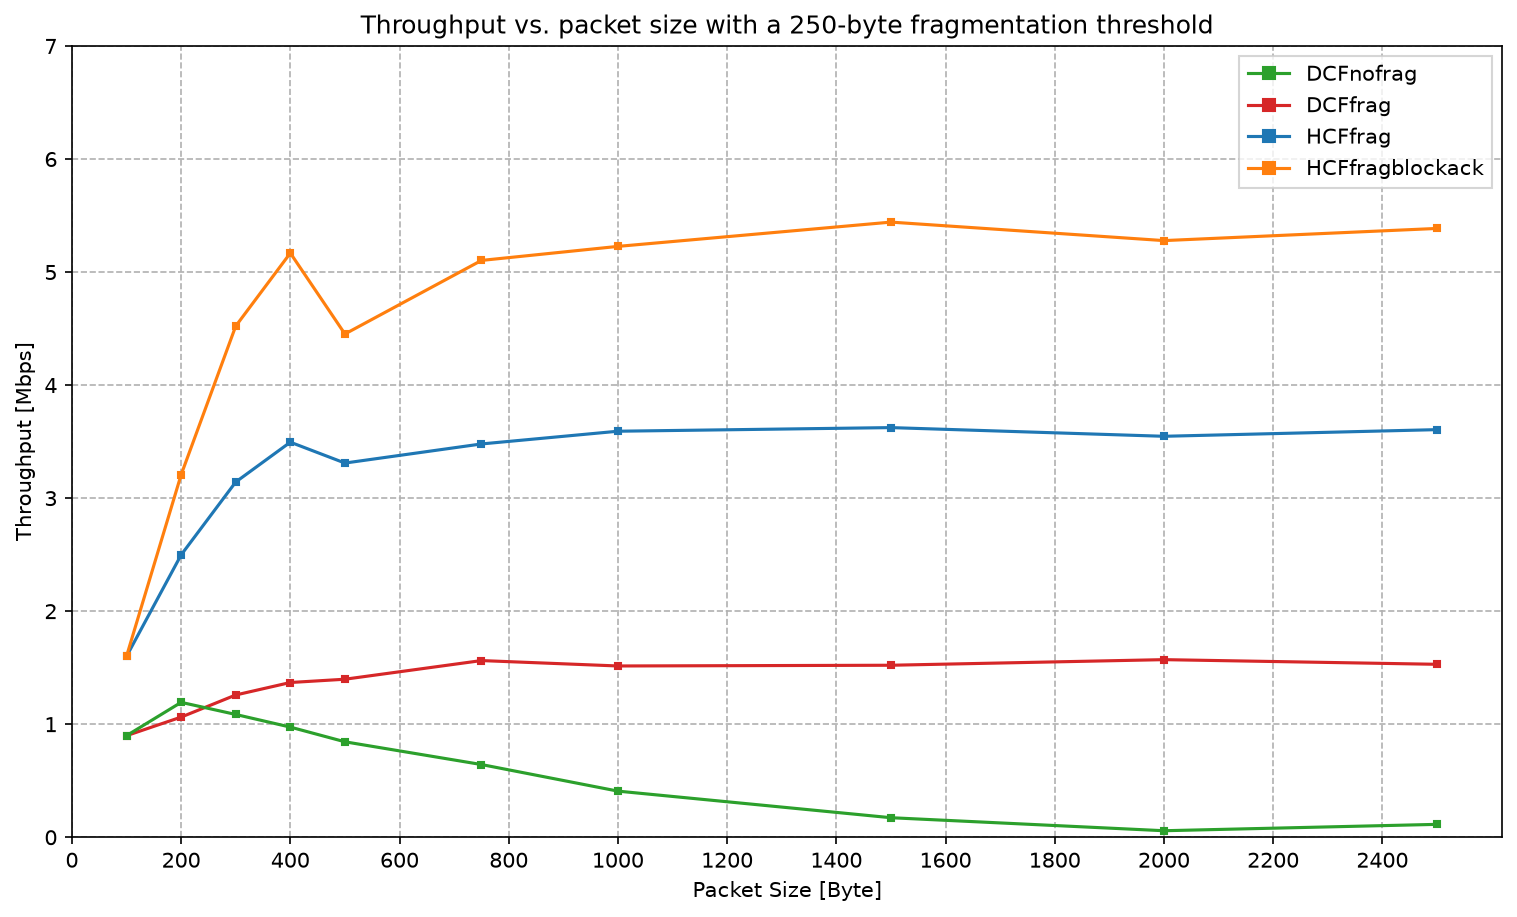 Throughput vs. packet size with a 250-byte fragmentation threshold
7
6
5
4
3
2
1
0
Throughput [Mbps]
DCFnofrag
DCFfrag
HCFfrag
HCFfragblockack
0 200 400 600 800 1000 1200 1400 1600 1800 2000 2200 2400
Packet Size [Byte]